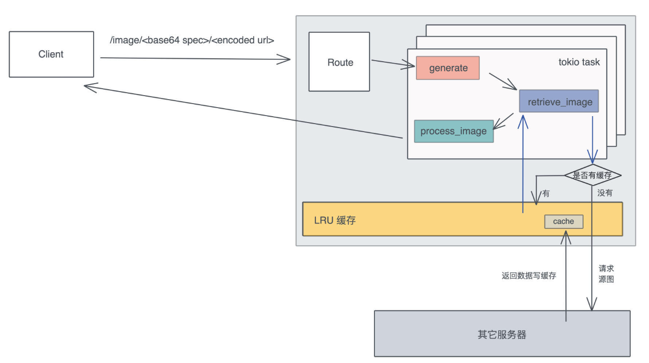 /image/<base64 spec>/<encoded url>
Client
Route
tokio task
generate
retrieve_image
process_image
是否有缓存
有
没有
LRU 缓存
cache
返回数据写缓存
请求
源图
其它服务器